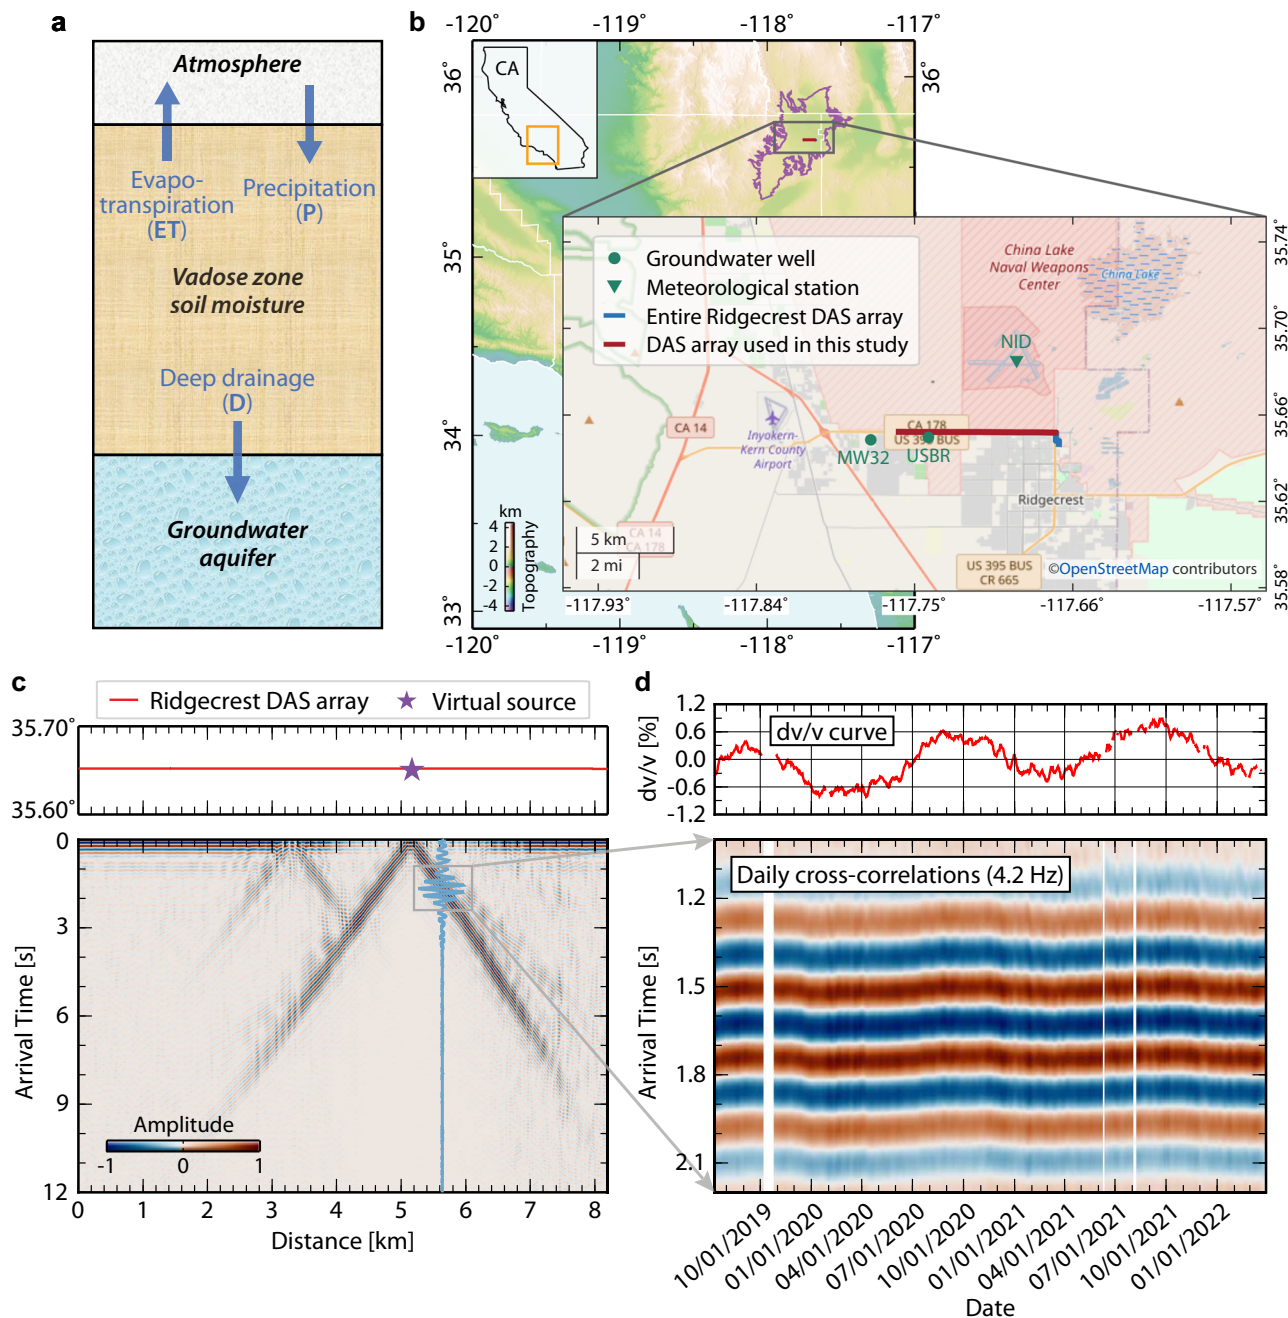 a
Atmosphere
Evapo-
transpiration
(ET)
Precipitation
(P)
Vadose zone
soil moisture
Deep drainage
(D)
Groundwater
aquifer
b
-120˚
-119˚
-118˚
-117˚
36˚
36˚
35˚
34˚
33˚
-120˚
-119˚
-118˚
-117˚
CA
Groundwater well
Meteorological station
Entire Ridgecrest DAS array
DAS array used in this study
China Lake
Naval Weapons
Center
China Lake
NID
CA 14
Inyokern-
Kern County
Airport
CA 178
US 395 BUS
MW32
USBR
Ridgecrest
CA 14
CA 178
US 395 BUS
CR 665
km
4
2
0
-2
-4
Topography
5 km
2 mi
©OpenStreetMap contributors
-117.93˚
-117.84˚
-117.75˚
-117.66˚
-117.57˚
35.74˚
35.70˚
35.66˚
35.62˚
35.58˚
c
Ridgecrest DAS array
Virtual source
35.70˚
35.60˚
0
3
6
9
12
Arrival Time [s]
Amplitude
-1
0
1
0
1
2
3
4
5
6
7
8
Distance [km]
d
1.2
0.6
0.0
-0.6
-1.2
dv/v [%]
dv/v curve
Daily cross-correlations (4.2 Hz)
1.2
1.5
1.8
2.1
Arrival Time [s]
10/01/2019
01/01/2020
04/01/2020
07/01/2020
10/01/2020
01/01/2021
04/01/2021
07/01/2021
10/01/2021
01/01/2022
Date